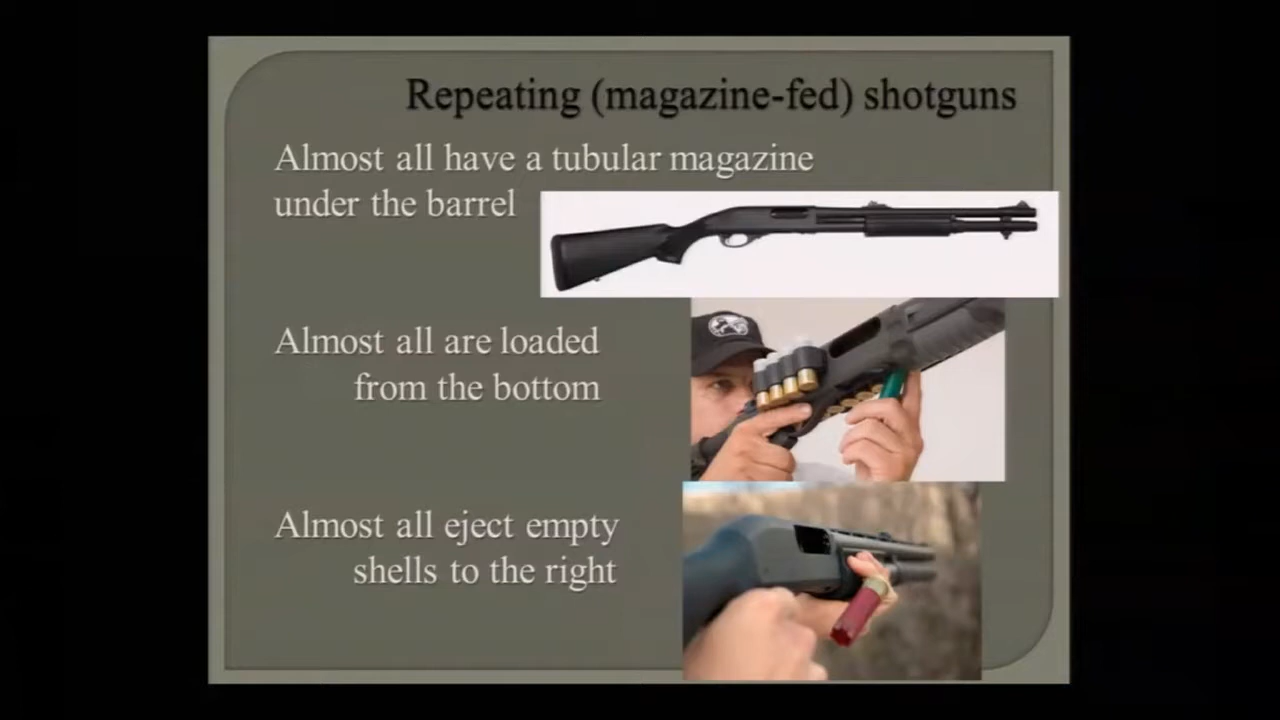 Repeating (magazine-fed) shotguns
Almost all have a tubular magazine
under the barrel
Almost all are loaded
from the bottom
Almost all eject empty
shells to the right